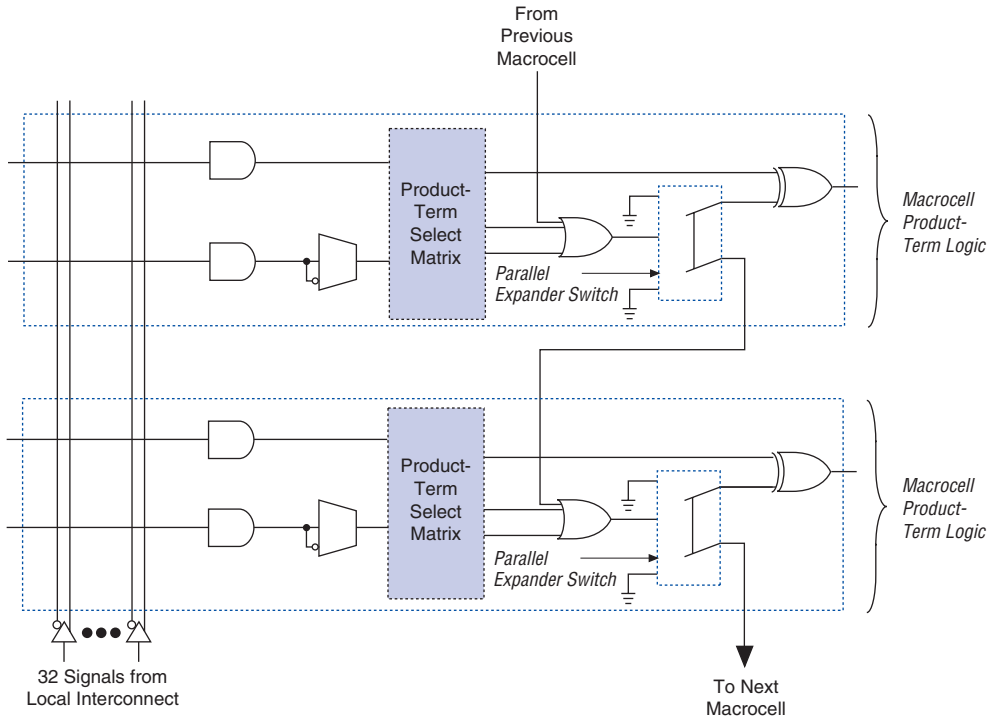 From
Previous
Macrocell
Product-
Term
Select
Matrix
Parallel
Expander Switch
Macrocell
Product-
Term Logic
Product-
Term
Select
Matrix
Parallel
Expander Switch
Macrocell
Product-
Term Logic
32 Signals from
Local Interconnect
To Next
Macrocell